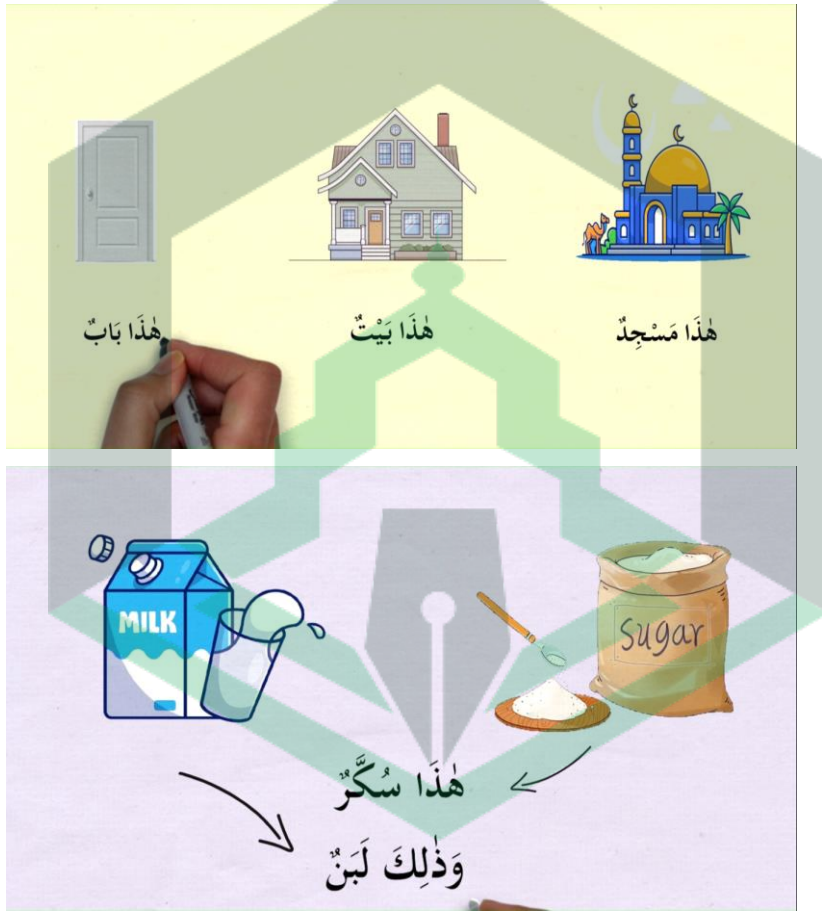 هٰذَا مَسْجِدٌ
هٰذَا بَيْتٌ
هٰذَا بَابٌ
MILK
Sugar
هٰذَا سُكَّرٌ
وَذٰلِكَ لَبَنٌ